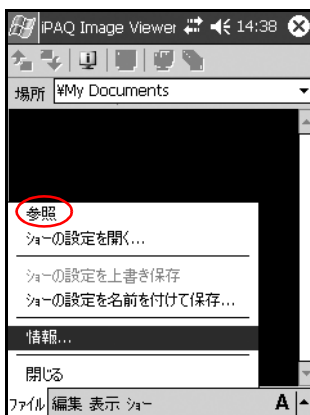 iPAQ Image Viewer 14:38
場所 ¥My Documents
参照
ショーの設定を開く...
ショーの設定を上書き保存
ショーの設定を名前を付けて保存...
情報...
閉じる
ファイル 編集 表示 ショー A